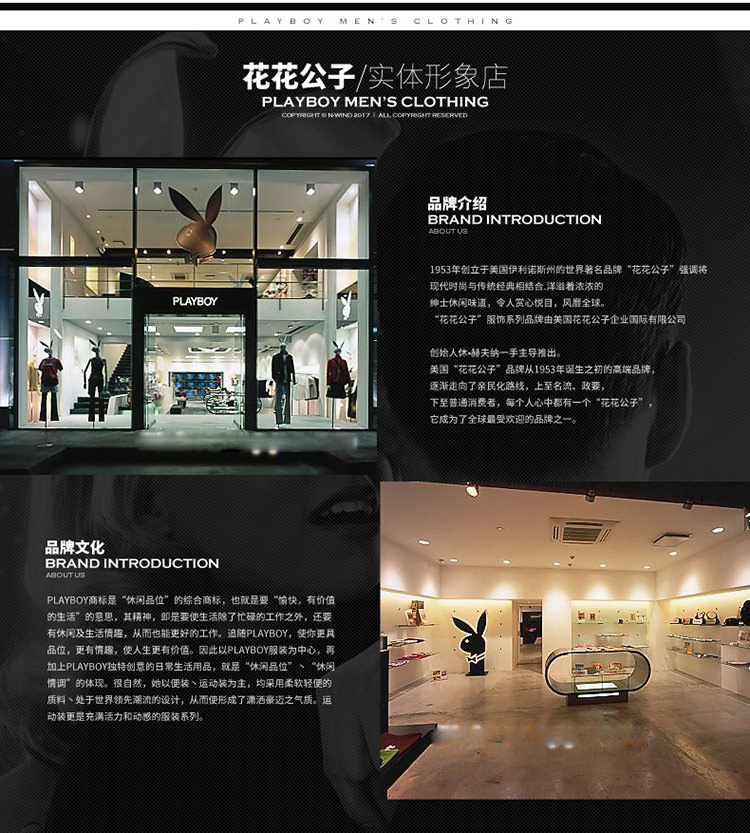 PLAYBOY MEN'S CLOTHING
花花公子/实体形象店
PLAYBOY MEN'S CLOTHING
COPYRIGHT © N-WIND 2017 | ALL COPYRIGHT RESERVED
PLAYBOY
品牌介绍
BRAND INTRODUCTION
ABOUT US
1953年创立于美国伊利诺斯州的世界著名品牌“花花公子”强调将
现代时尚与传统经典相结合.洋溢着浓浓的
绅士休闲味道，令人赏心悦目，风靡全球。
“花花公子”服饰系列品牌由美国花花公子企业国际有限公司
创始人休•赫夫纳一手主导推出。
美国“花花公子”品牌从1953年诞生之初的高端品牌，
逐渐走向了亲民化路线，上至名流、政要，
下至普通消费者，每个人心中都有一个“花花公子”，
它成为了全球最受欢迎的品牌之一。
品牌文化
BRAND INTRODUCTION
ABOUT US
PLAYBOY商标是“休闲品位”的综合商标，也就是要“愉快，有价值
的生活”的意思，其精神，即是要使生活除了忙碌的工作之外，还要
有休闲及生活情趣，从而也能更好的工作。追随PLAYBOY，使你更具
品位，更有情趣，使人生更有价值。因此以PLAYBOY服装为中心，再
加上PLAYBOY独特创意的日常生活用品，就是“休闲品位”丶“休闲
情调”的体现。很自然，她以便装丶运动装为主，均采用柔软轻便的
质料丶处于世界领先潮流的设计，从而使形成了潇洒豪迈之气质。运
动装更是充满活力和动感的服装系列。